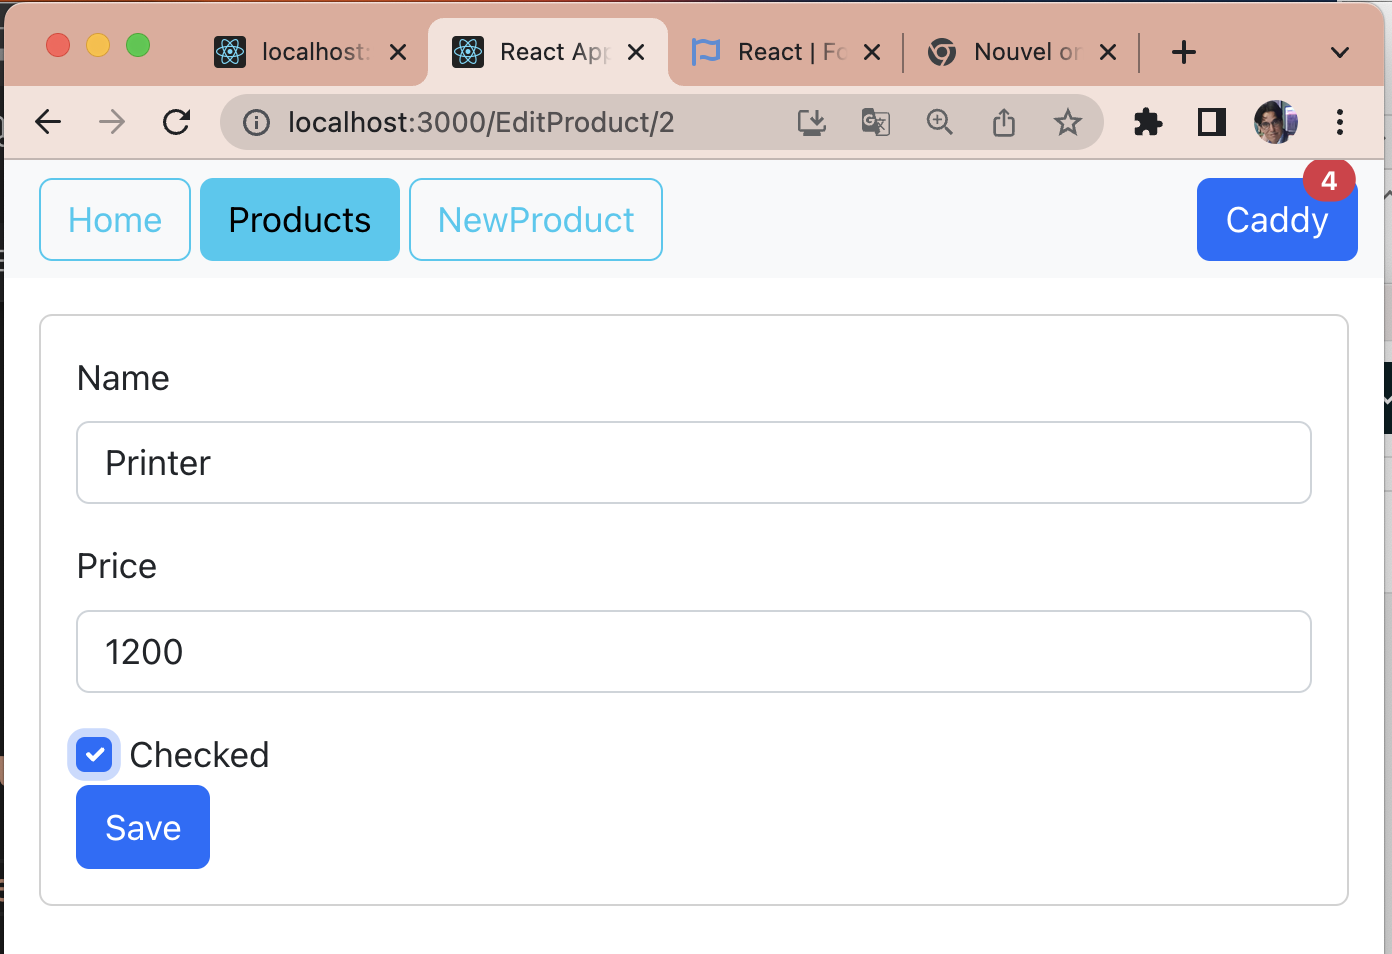 localhost: React App React | Fo Nouvel on
localhost:3000/EditProduct/2
Home Products NewProduct Caddy 4
Name
Printer
Price
1200
Checked
Save